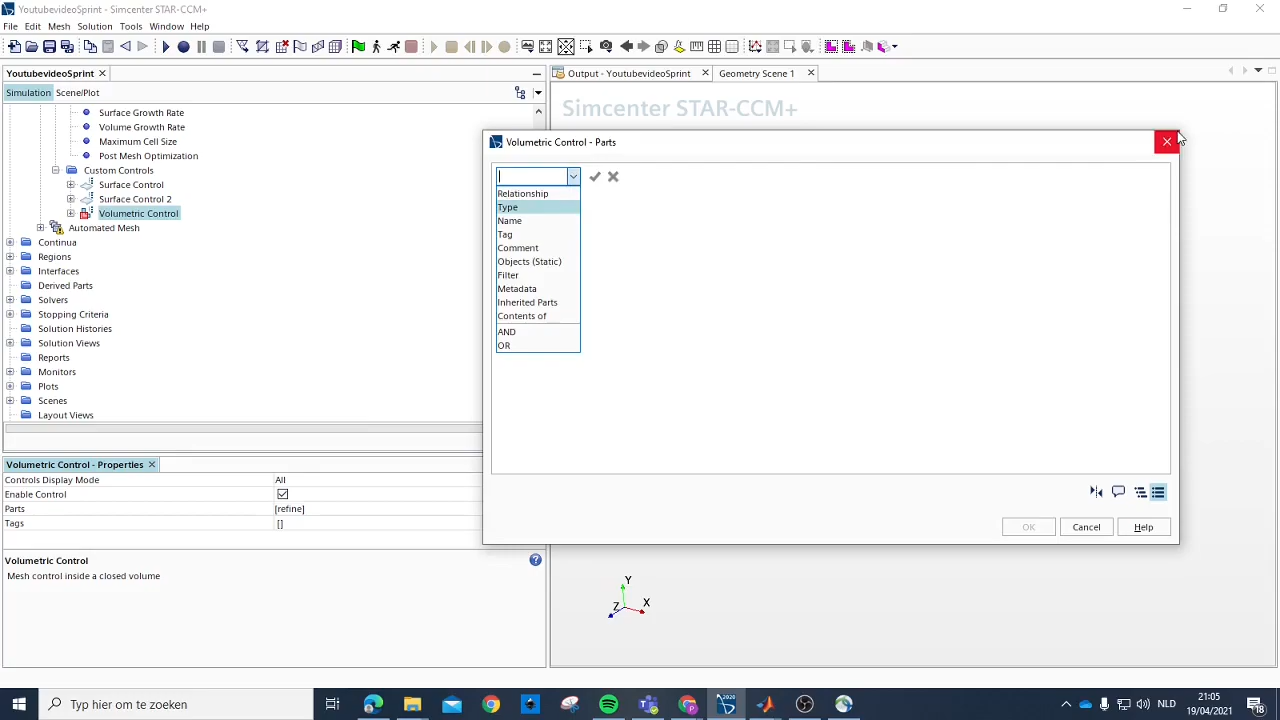 YoutubevideoSprint - Simcenter STAR-CCM+
File Edit Mesh Solution Tools Window Help
YoutubevideoSprint
Output - YoutubevideoSprint
Geometry Scene 1
Simulation
Scene/Plot
Simcenter STAR-CCM+
Surface Growth Rate
Volume Growth Rate
Maximum Cell Size
Post Mesh Optimization
Custom Controls
Surface Control
Surface Control 2
Volumetric Control
Automated Mesh
Continua
Regions
Interfaces
Derived Parts
Solvers
Stopping Criteria
Solution Histories
Solution Views
Reports
Monitors
Plots
Scenes
Layout Views
Volumetric Control - Parts
Relationship
Type
Name
Tag
Comment
Objects (Static)
Filter
Metadata
Inherited Parts
Contents of
AND
OR
OK
Cancel
Help
Volumetric Control - Properties
Controls Display Mode All
Enable Control
Parts [refine]
Tags []
Volumetric Control
Mesh control inside a closed volume
Y
X
Z
Typ hier om te zoeken
2020
NLD
21:05
19/04/2021
18